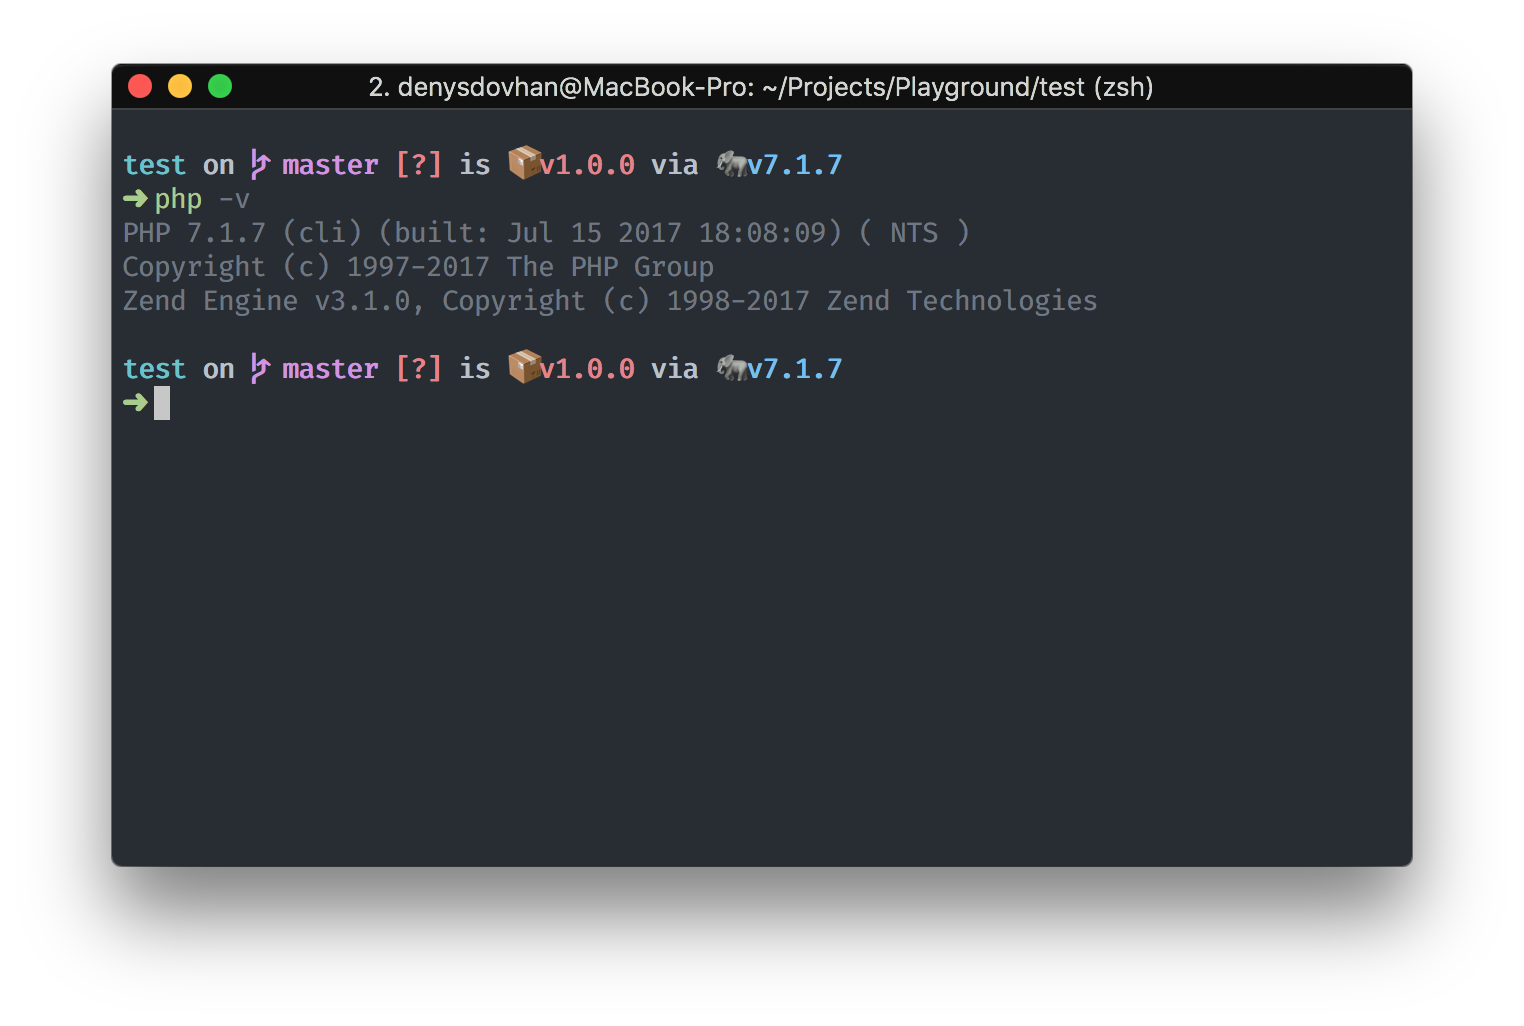 2. denysdovhan@MacBook-Pro: ~/Projects/Playground/test (zsh)
test on master [?] is 📦v1.0.0 via 🐘v7.1.7
➜ php -v
PHP 7.1.7 (cli) (built: Jul 15 2017 18:08:09) ( NTS )
Copyright (c) 1997-2017 The PHP Group
Zend Engine v3.1.0, Copyright (c) 1998-2017 Zend Technologies
test on master [?] is 📦v1.0.0 via 🐘v7.1.7
➜